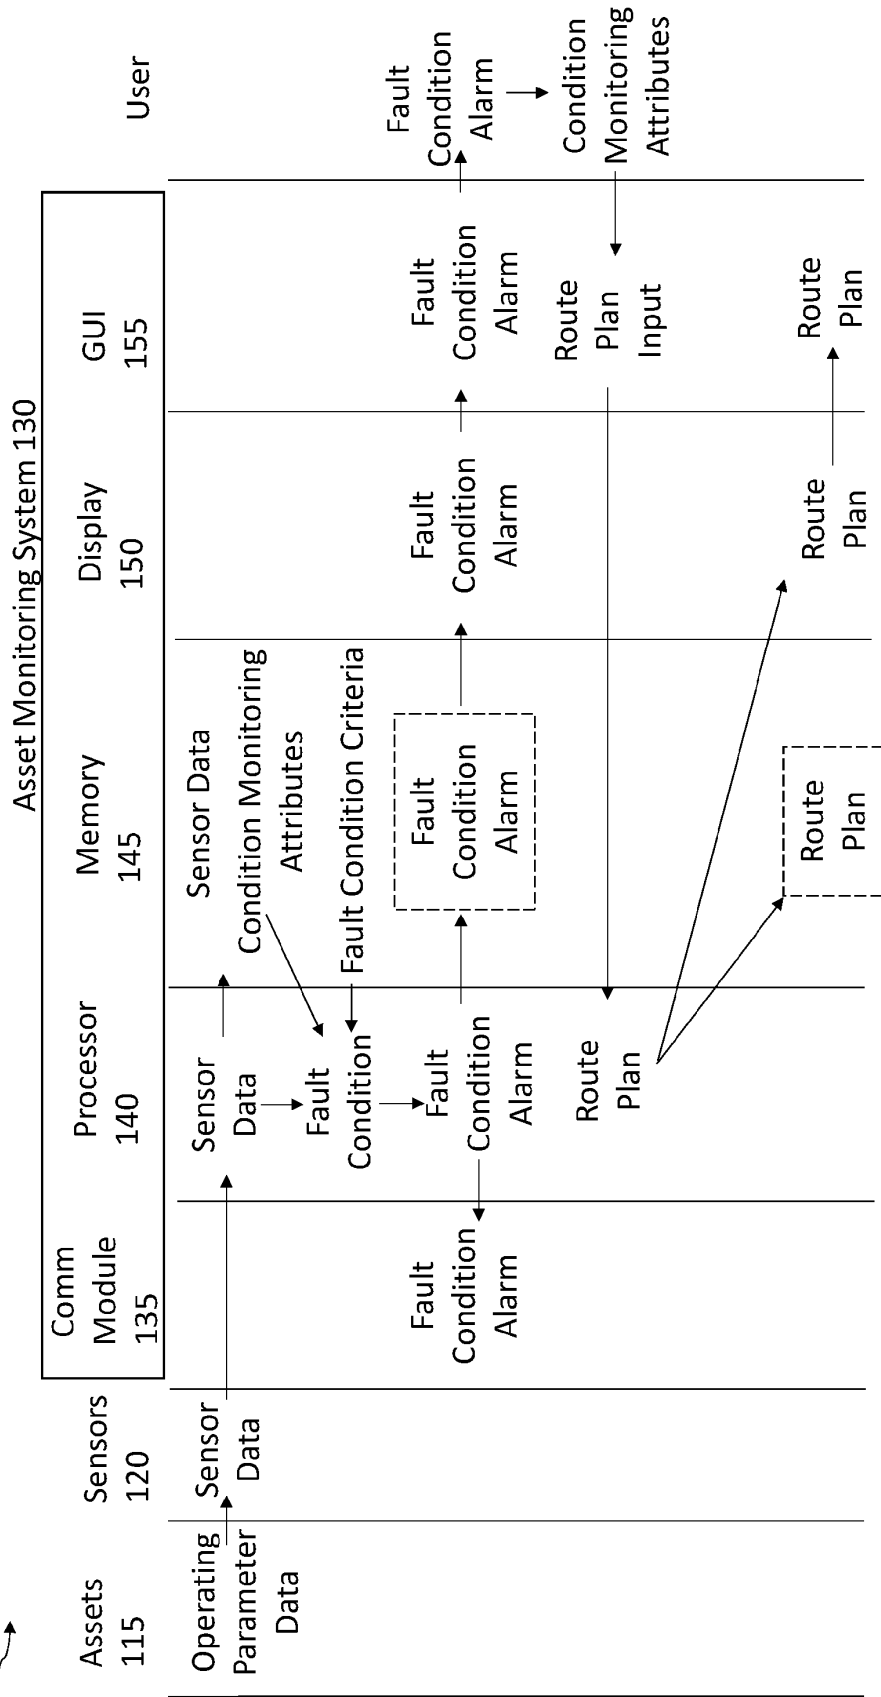 Asset Monitoring System 130
Assets
115
Sensors
120
Comm
Module
135
Processor
140
Memory
145
Display
150
GUI
155
User
Operating
Parameter
Data
Sensor
Data
Sensor
Data
Sensor Data
Condition Monitoring
Attributes
Fault Condition Criteria
Fault
Condition
Fault
Condition
Alarm
Fault
Condition
Alarm
Fault
Condition
Alarm
Fault
Condition
Alarm
Fault
Condition
Alarm
Fault
Condition
Alarm
Condition
Monitoring
Attributes
Route
Plan
Input
Route
Plan
Route
Plan
Route
Plan
Route
Plan